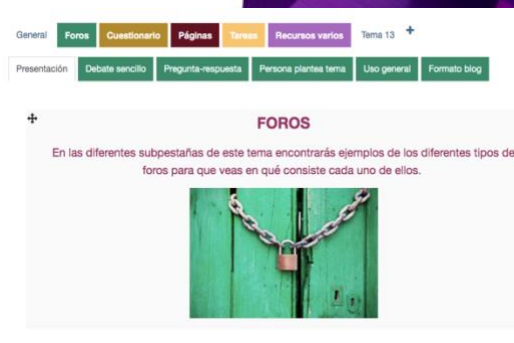 General Foros Cuestionario Páginas Tareas Recursos varios Tema 13
Presentación Debate sencillo Pregunta-respuesta Persona plantea tema Uso general Formato blog
FOROS
En las diferentes subpestañas de este tema encontrarás ejemplos de los diferentes tipos de
foros para que veas en qué consiste cada uno de ellos.